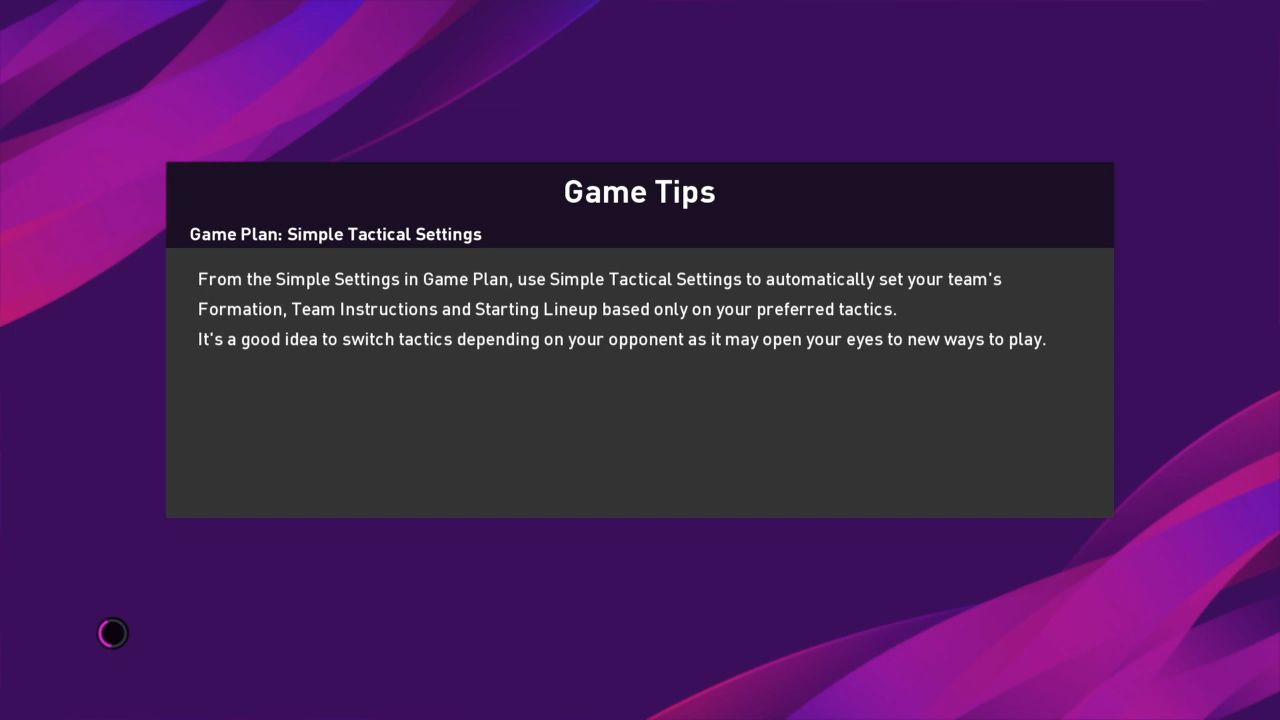 Game Tips
Game Plan: Simple Tactical Settings
From the Simple Settings in Game Plan, use Simple Tactical Settings to automatically set your team's
Formation, Team Instructions and Starting Lineup based only on your preferred tactics.
It's a good idea to switch tactics depending on your opponent as it may open your eyes to new ways to play.